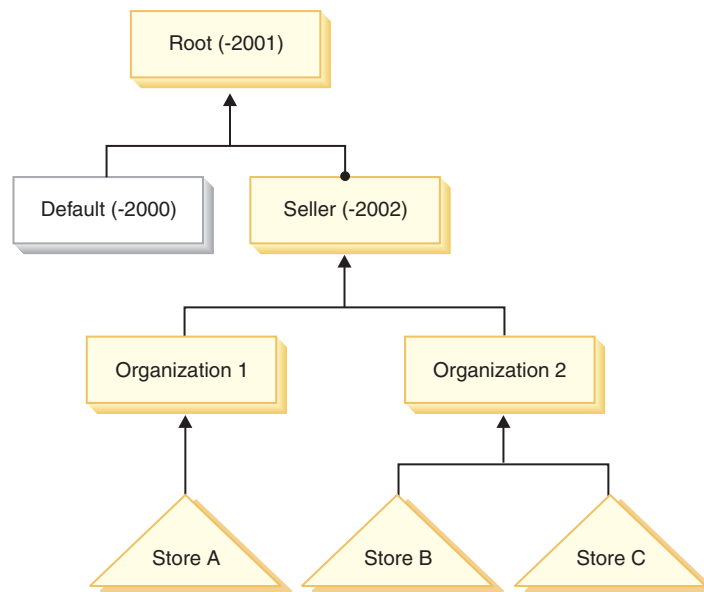 Root (-2001)
Default (-2000)
Seller (-2002)
Organization 1
Organization 2
Store A
Store B
Store C